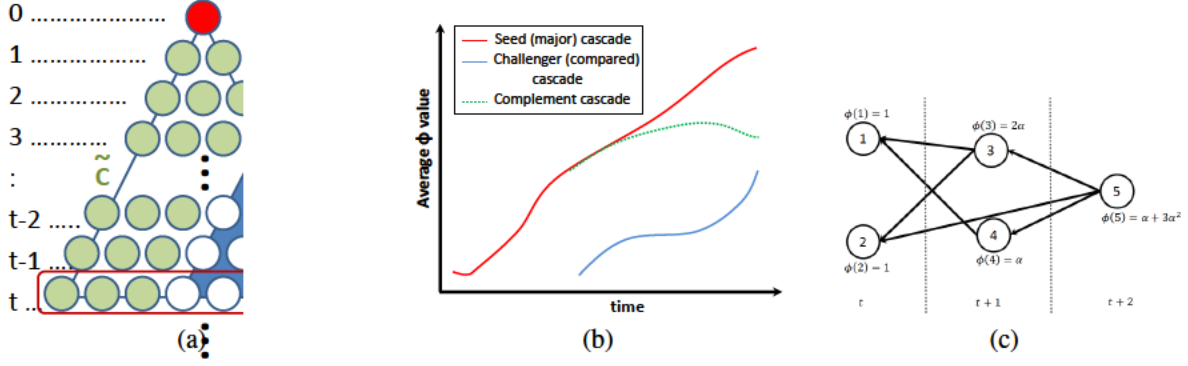 0 ........................
1 .....................
2 .................
3 ..............
C̃
:
t-2 .....
t-1 .....
t ...
(a)
Seed (major) cascade
Challenger (compared)
cascade
Complement cascade
Average ϕ value
time
(b)
ϕ(1) = 1
1
ϕ(3) = 2α
3
5
ϕ(5) = α + 3α²
2
ϕ(2) − 1
4
ϕ(4) = α
t
t + 1
t + 2
(c)